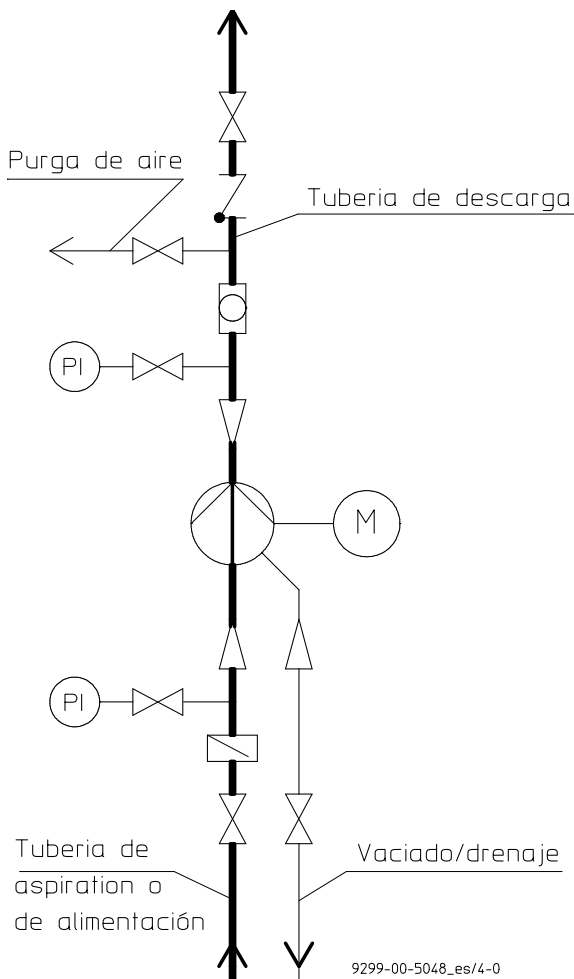 Purga de aire
Tuberia de descarga
PI
M
PI
Tuberia de
aspiration o
de alimentación
Vaciado/drenaje
9299-00-5048_es/4-0